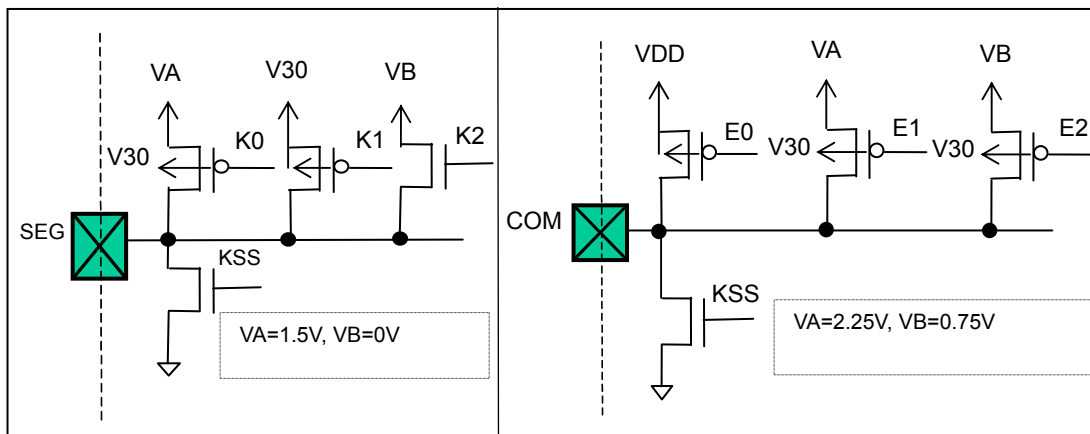 VA
V30
VB
K0
K1
K2
V30
SEG
KSS
VA=1.5V, VB=0V
VDD
VA
VB
E0
E1
E2
V30
V30
COM
KSS
VA=2.25V, VB=0.75V